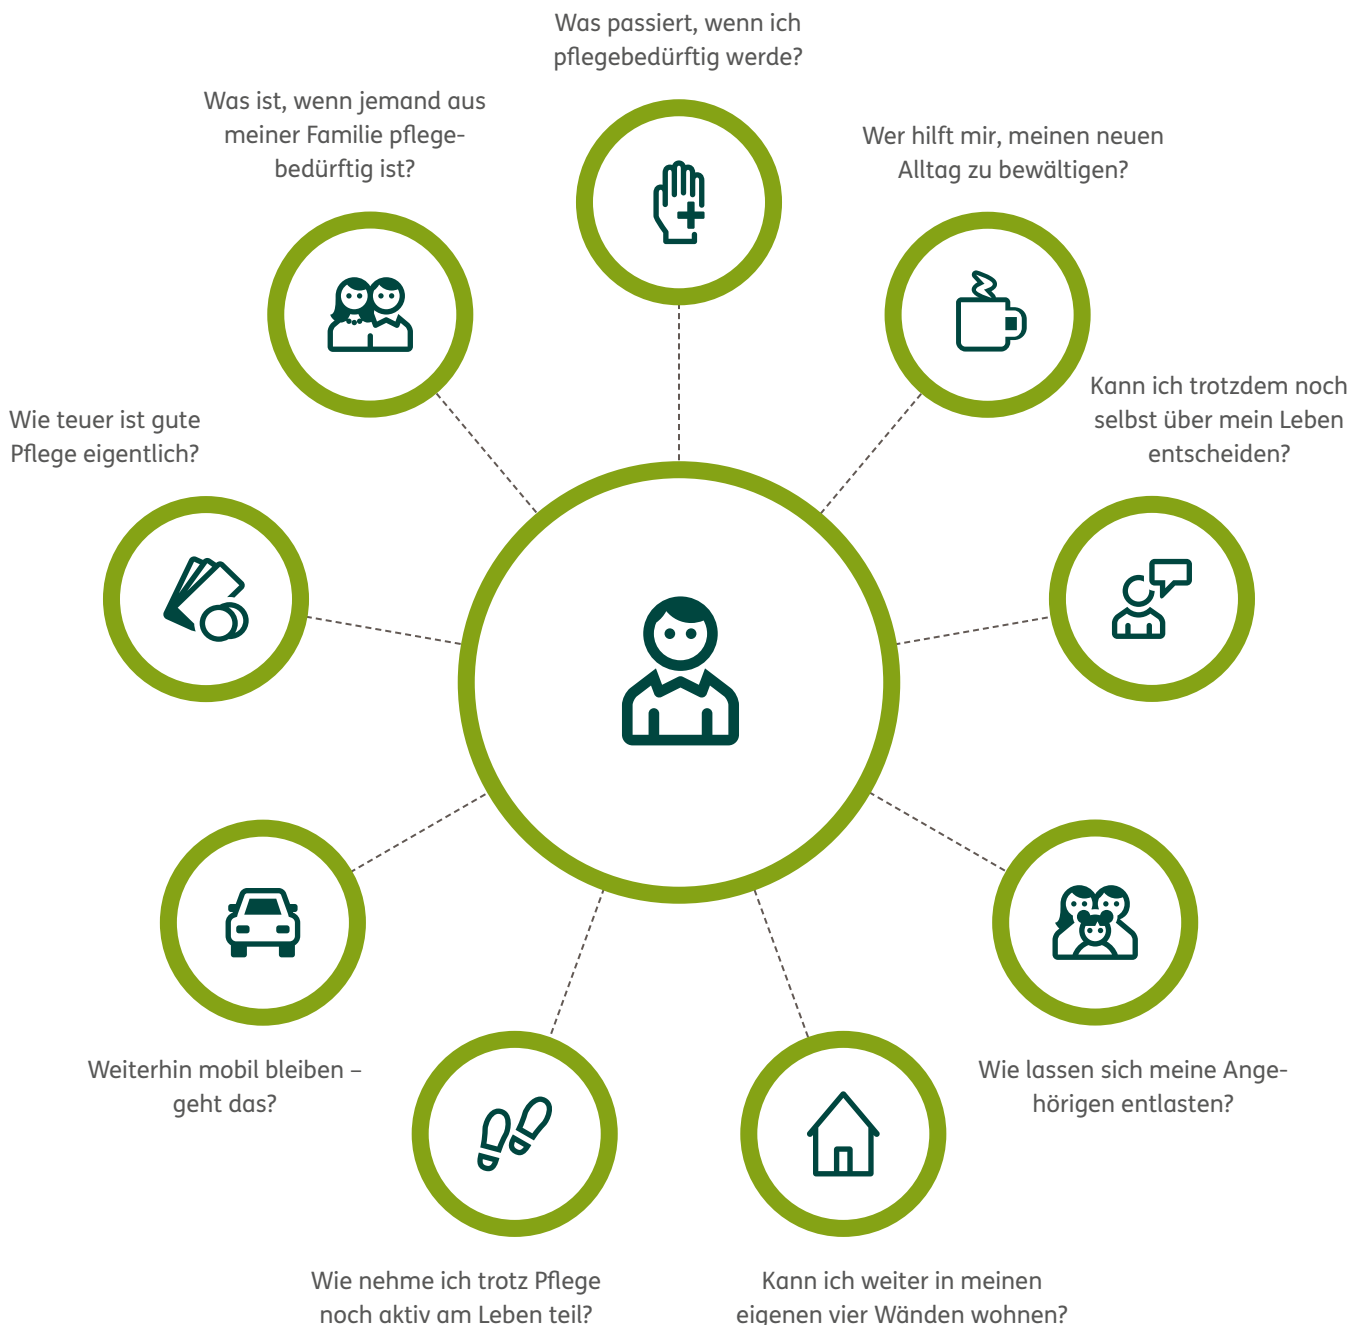 Was passiert, wenn ich
pflegebedürftig werde?
Was ist, wenn jemand aus
meiner Familie pflege-
bedürftig ist?
Wer hilft mir, meinen neuen
Alltag zu bewältigen?
Kann ich trotzdem noch
selbst über mein Leben
entscheiden?
Wie teuer ist gute
Pflege eigentlich?
Weiterhin mobil bleiben –
geht das?
Wie lassen sich meine Ange-
hörigen entlasten?
Wie nehme ich trotz Pflege
noch aktiv am Leben teil?
Kann ich weiter in meinen
eigenen vier Wänden wohnen?